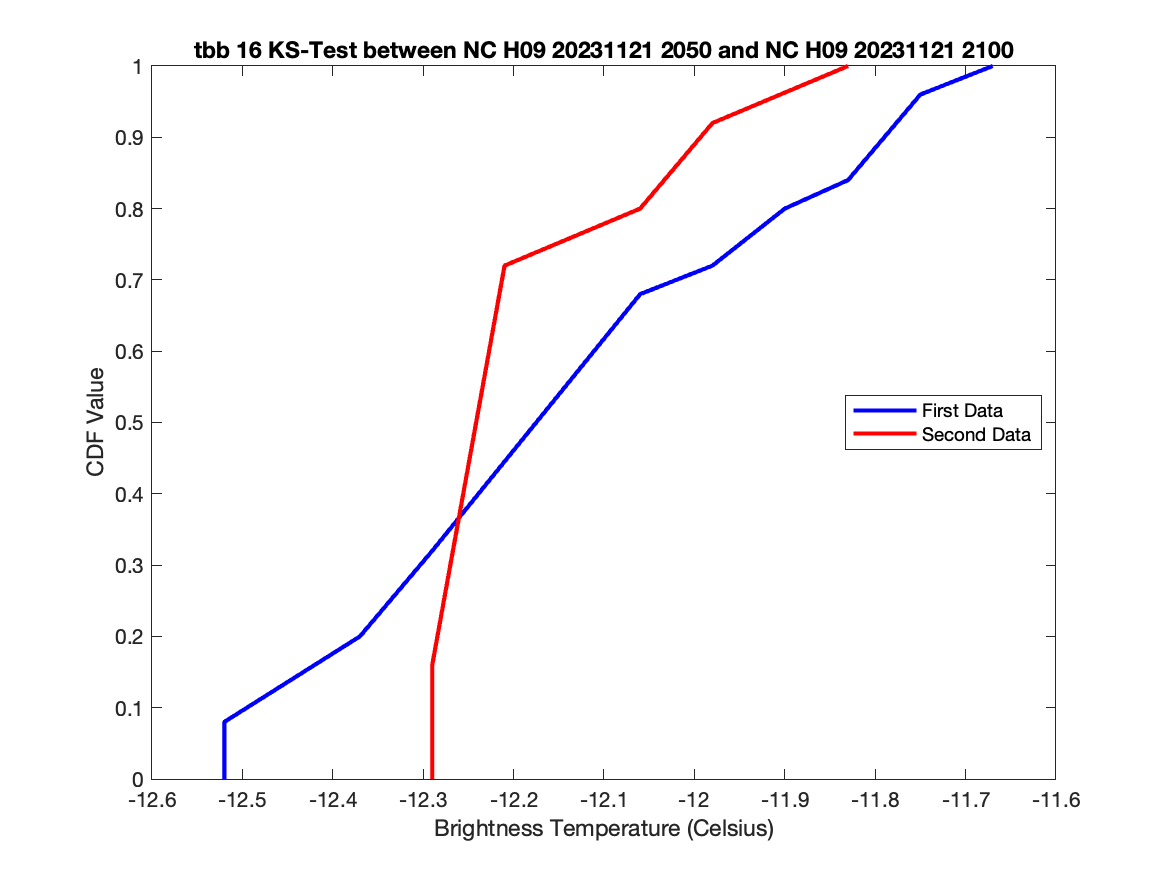 tbb 16 KS-Test between NC H09 20231121 2050 and NC H09 20231121 2100
1
0.9
0.8
0.7
0.6
0.5
0.4
0.3
0.2
0.1
0
CDF Value
First Data
Second Data
-12.6 -12.5 -12.4 -12.3 -12.2 -12.1 -12 -11.9 -11.8 -11.7 -11.6
Brightness Temperature (Celsius)